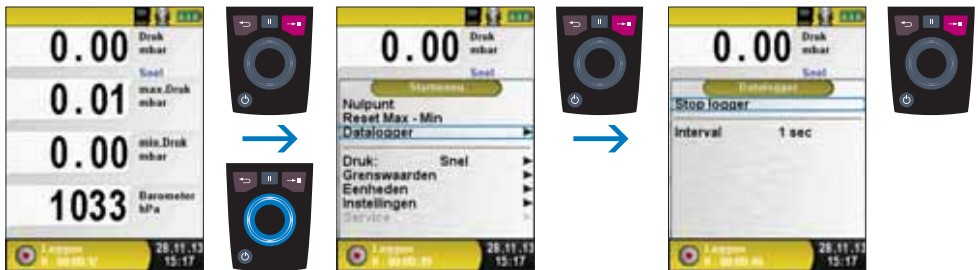 0.00 Druk mbar
Snel
0.01 max.Druk mbar
0.00 min.Druk mbar
1033 Barometer hPa
Loggen
28.11.13
15:17
0.00 Druk mbar
Snel
Startmenu
Nulpunt
Reset Max - Min
Datalogger
Druk: Snel
Grenswaarden
Eenheden
Instellingen
Service
Loggen
28.11.13
15:17
0.00 Druk mbar
Snel
Datalogger
Stop logger
Interval 1 sec
Loggen
28.11.13
15:17